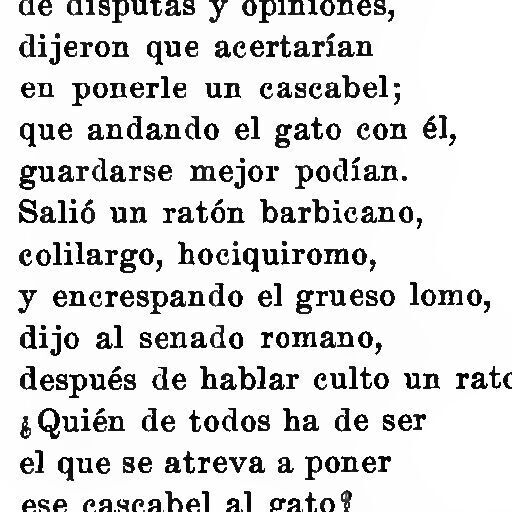 de disputas y opiniones,
dijeron que acertarían
en ponerle un cascabel;
que andando el gato con él,
guardarse mejor podían.
Salió un ratón barbicano,
colilargo, hociquiromo,
y encrespando el grueso lomo,
dijo al senado romano,
después de hablar culto un rato
¿Quién de todos ha de ser
el que se atreva a poner
ese cascabel al gato?